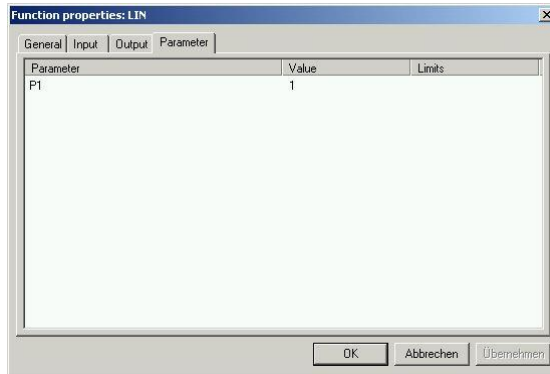 Function properties: LIN
General Input Output Parameter
Parameter Value Limits
P1 1
OK Abbrechen Übernehmen